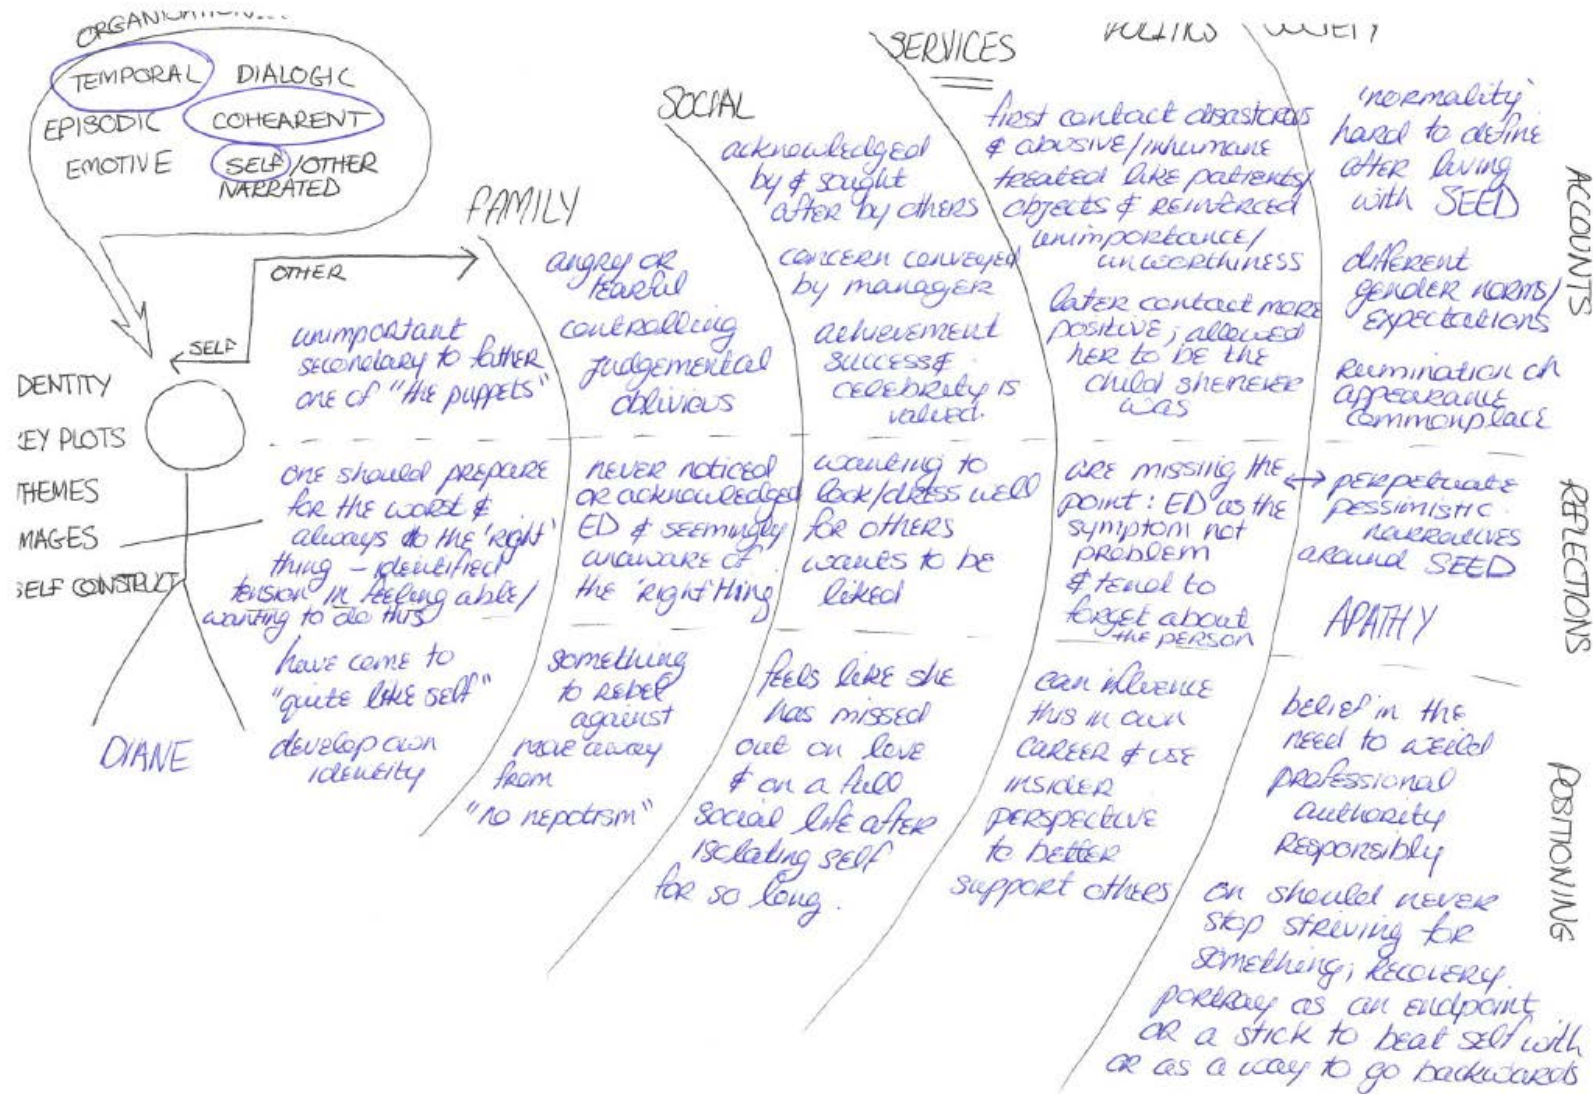 ORGANISATION...
TEMPORAL DIALOGIC
EPISODIC COHEARENT
EMOTIVE SELF/OTHER
NARRATED
OTHER
SELF
DENTITY
EY PLOTS
THEMES
MAGES
SELF CONSTRUCT
DIANE
unimportant
secondary to father
one of "the puppets"
one should prepare
for the worst &
always do the 'right'
thing – identified
tension in feeling able/
wanting to do this
have come to
"quite like self"
develop own
identity
FAMILY
angry or
tearful
controlling
judgemental
oblivious
never noticed
or acknowledged
ED & seemingly
unaware of
the 'right' thing
something
to rebel
against
move away
from
"no nepotism"
SOCIAL
acknowledged
by & sought
after by others
concern conveyed
by manager
achievement
success &
celebrity is
valued.
wanting to
look/dress well
for others
wants to be
liked
feels like she
has missed
out on love
& on a full
social life after
isolating self
for so long.
SERVICES
first contact disastorus
& abusive/inhumane
treated like patients/
objects & reinforced
unimportance/
unworthiness
later contact more
positive; allowed
her to be the
child she never
was
are missing the
point: ED as the
symptom not
problem
& tend to
forget about
the person
can influence
this in own
career & use
insider
perspective
to better
support others
POLITICS SOCIETY
'normality'
hard to define
after living
with SEED
different
gender norms/
expectations
rumination on
appearance
commonplace
perpetuate
pessimistic
narratives
around SEED
APATHY
belief in the
need to weild
professional
authority
responsibly
on should never
stop striving for
something; recovery
portray as an endpoint
or a stick to beat self with
or as a way to go backwards
ACCOUNTS
REFLECTIONS
POSITIONING